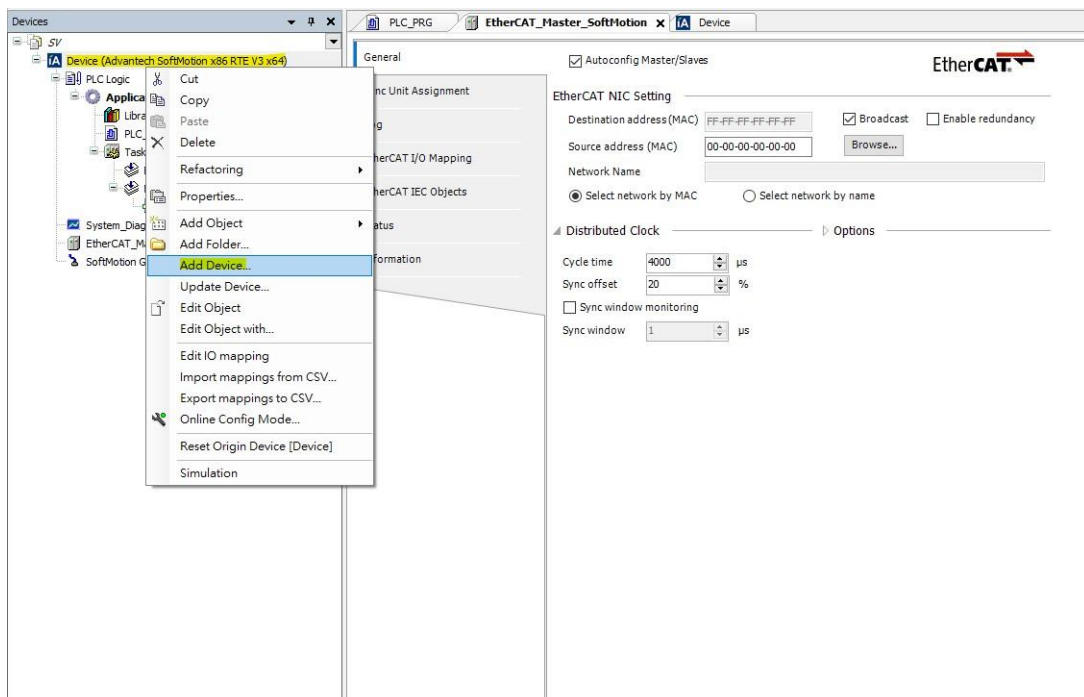 Devices
SV
Device (Advantech SoftMotion x86 RTE V3 x64)
PLC Logic
Applica
Libra
PLC_
Task
System_Diag
EtherCAT_M
SoftMotion G
Cut
Copy
Paste
Delete
Refactoring
Properties...
Add Object
Add Folder...
Add Device...
Update Device...
Edit Object
Edit Object with...
Edit IO mapping
Import mappings from CSV...
Export mappings to CSV...
Online Config Mode...
Reset Origin Device [Device]
Simulation
PLC_PRG
EtherCAT_Master_SoftMotion
Device
General
nc Unit Assignment
g
herCAT I/O Mapping
herCAT IEC Objects
atus
formation
Autoconfig Master/Slaves
EtherCAT
EtherCAT NIC Setting
Destination address (MAC) FF-FF-FF-FF-FF-FF Broadcast Enable redundancy
Source address (MAC) 00-00-00-00-00-00 Browse...
Network Name
Select network by MAC Select network by name
Distributed Clock Options
Cycle time 4000 µs
Sync offset 20 %
Sync window monitoring
Sync window 1 µs